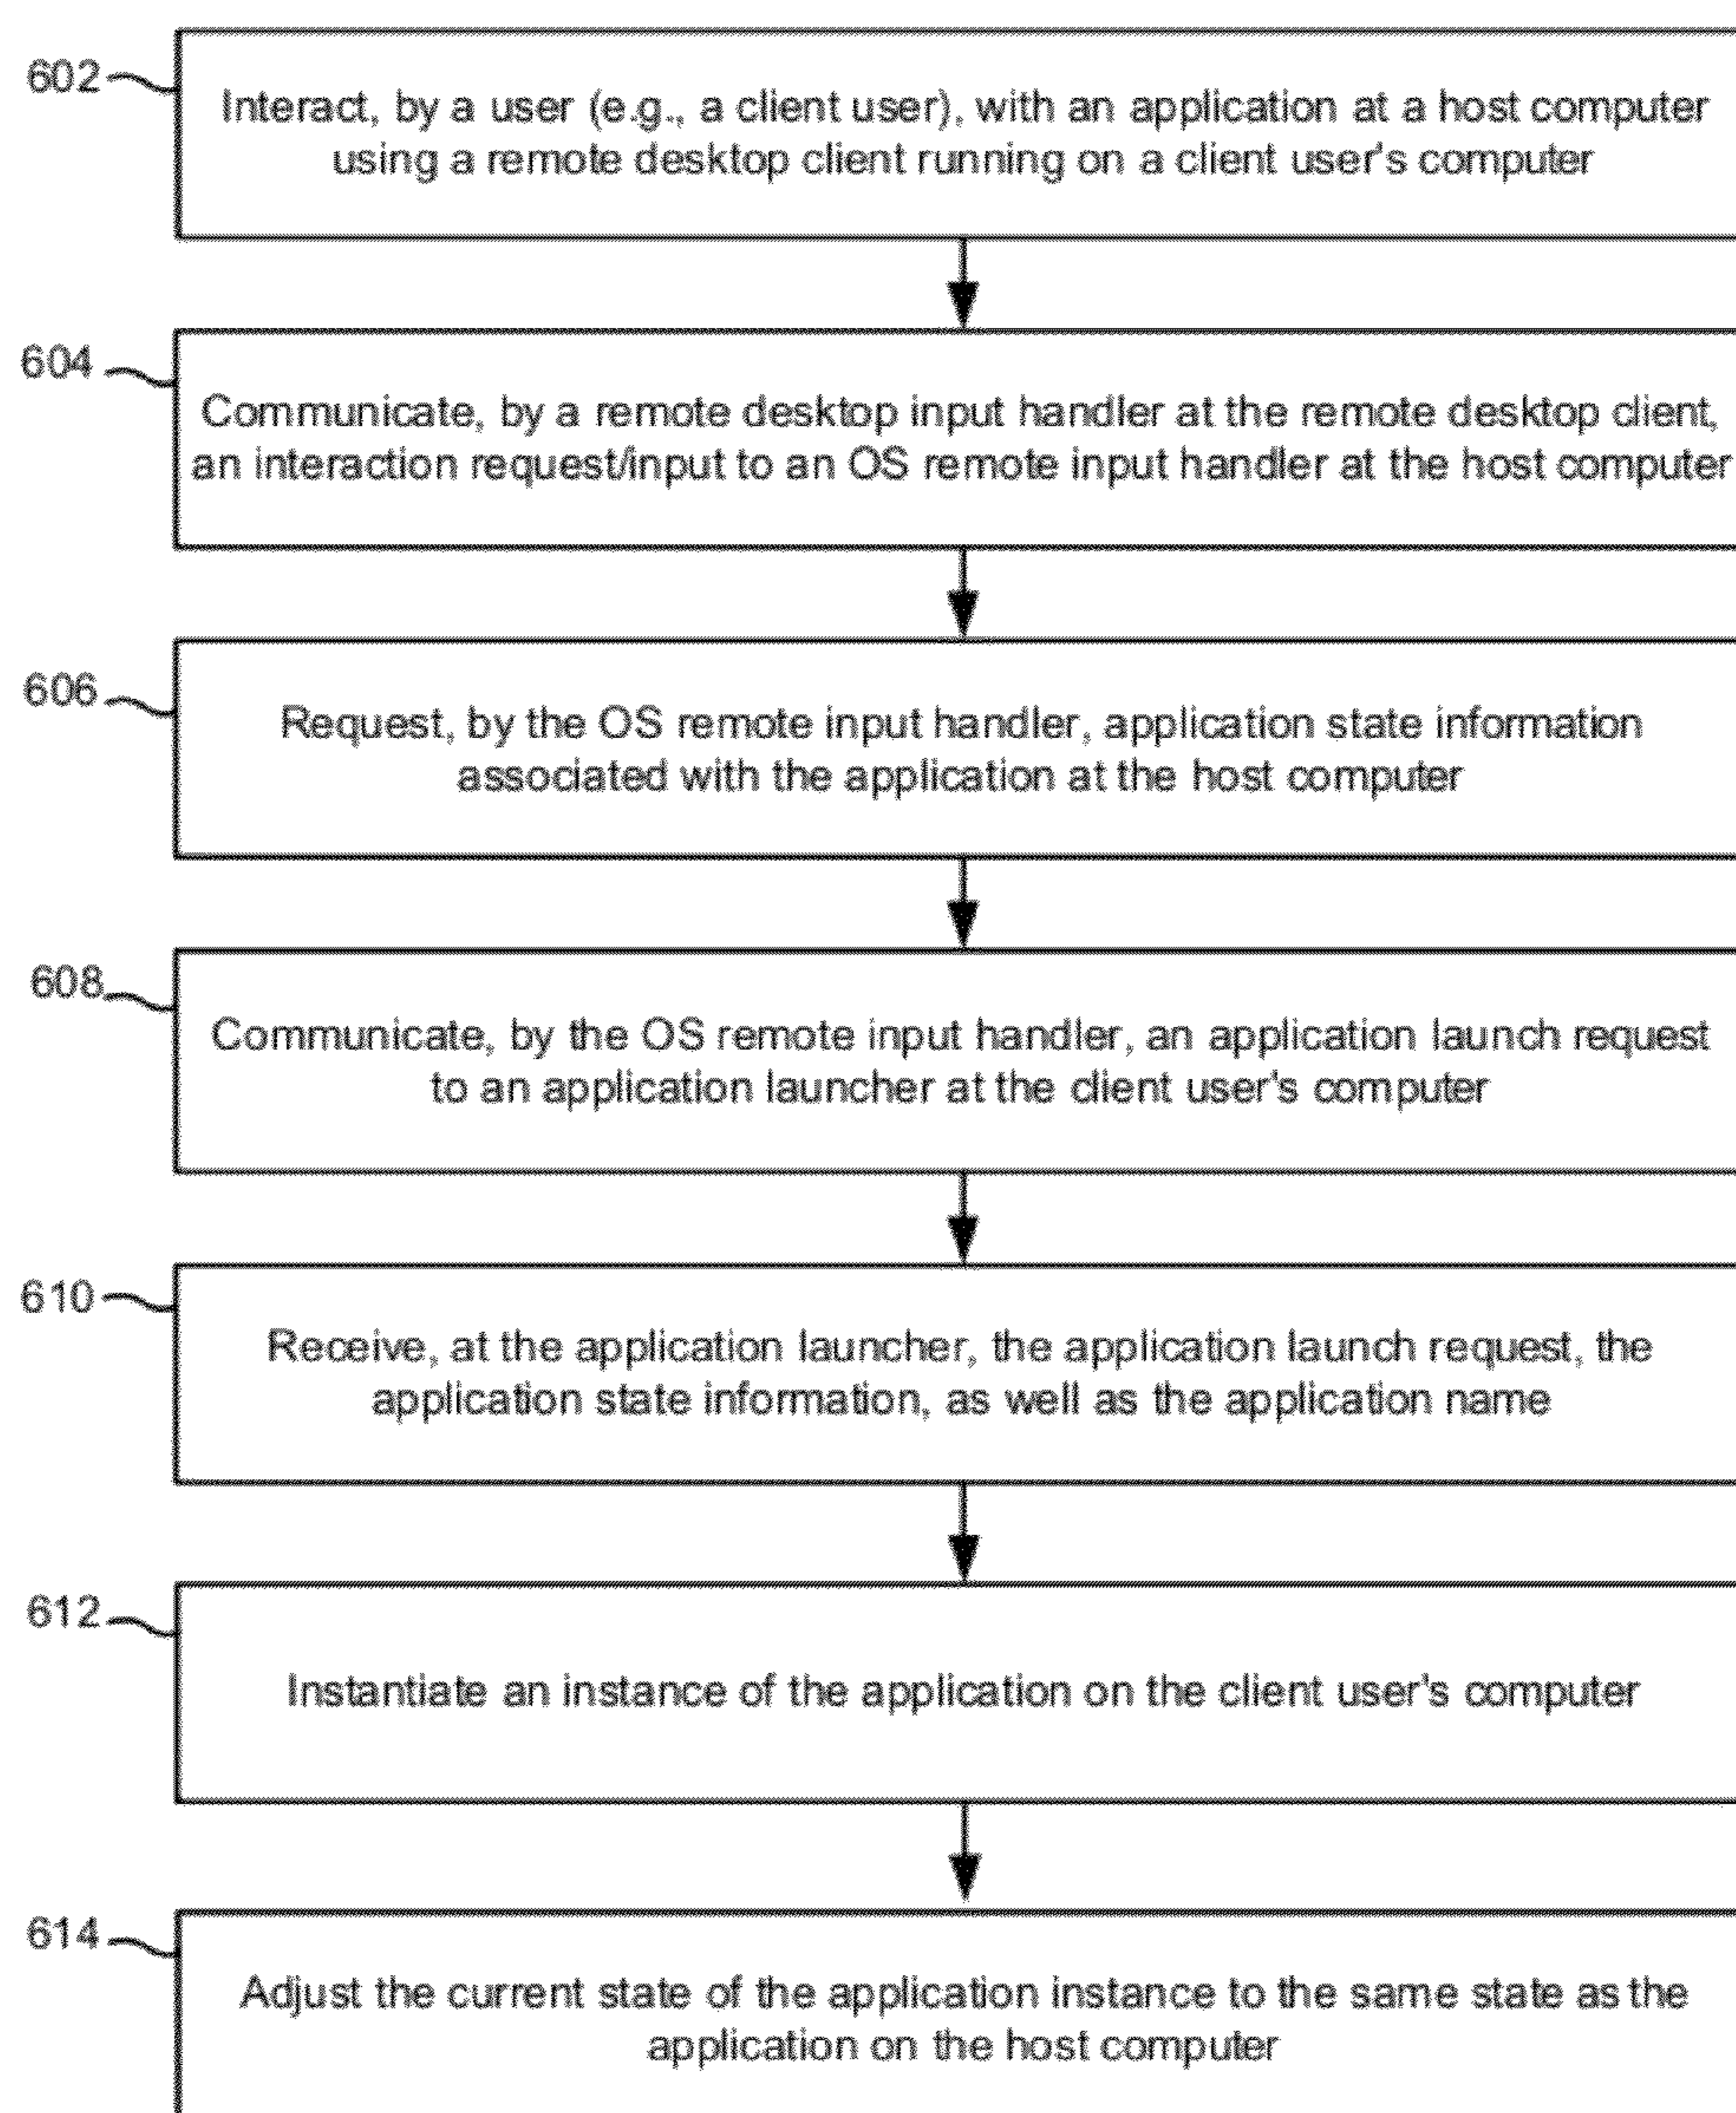 602
Interact, by a user (e.g., a client user), with an application at a host computer
using a remote desktop client running on a client user's computer
604
Communicate, by a remote desktop input handler at the remote desktop client,
an interaction request/input to an OS remote input handler at the host computer
606
Request, by the OS remote input handler, application state information
associated with the application at the host computer
608
Communicate, by the OS remote input handler, an application launch request
to an application launcher at the client user's computer
610
Receive, at the application launcher, the application launch request, the
application state information, as well as the application name
612
Instantiate an instance of the application on the client user's computer
614
Adjust the current state of the application instance to the same state as the
application on the host computer